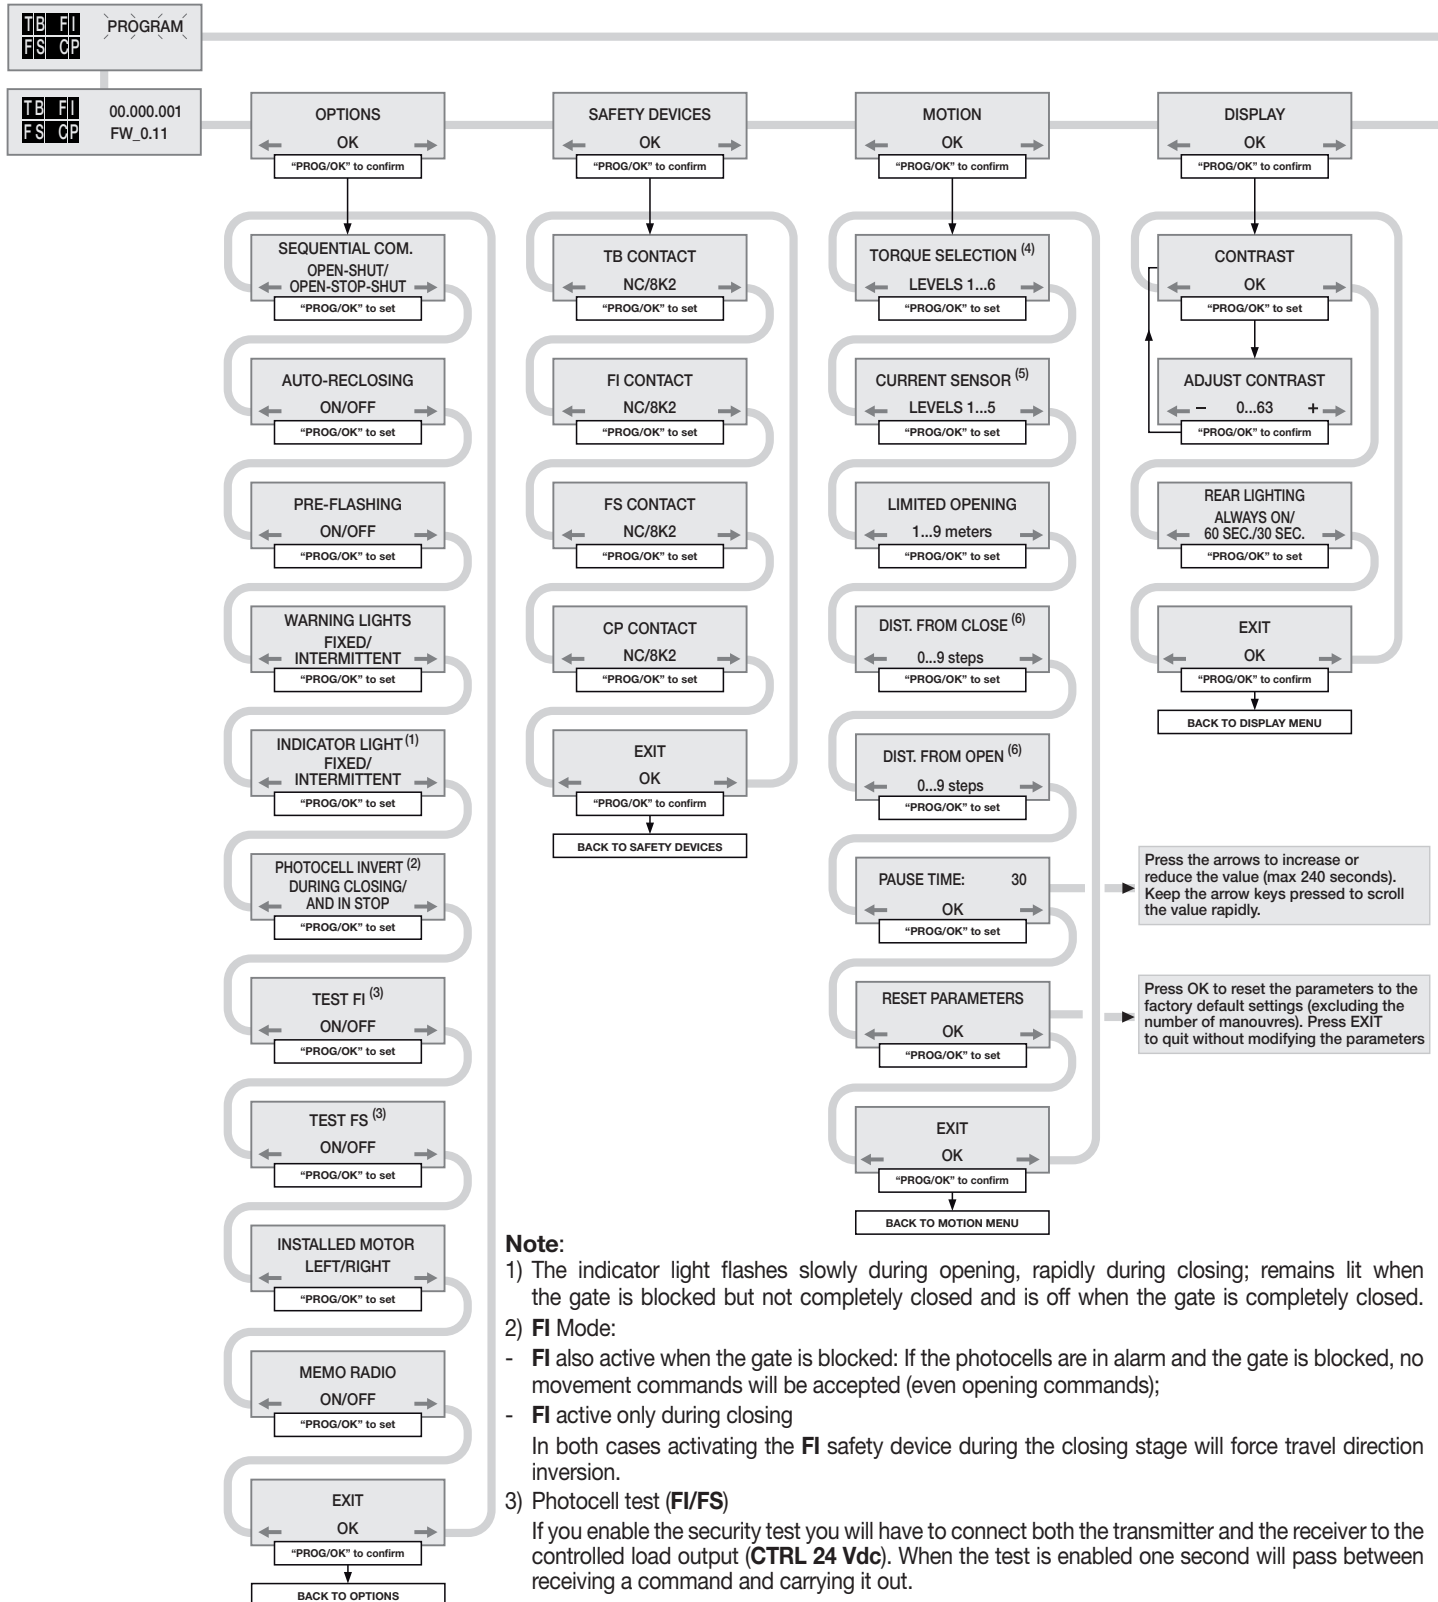 TB FI
FS CP
PROGRAM
TB FI
FS CP
00.000.001
FW_0.11
OPTIONS
OK
“PROG/OK” to confirm
SEQUENTIAL COM.
OPEN-SHUT/
OPEN-STOP-SHUT
“PROG/OK” to set
AUTO-RECLOSING
ON/OFF
“PROG/OK” to set
PRE-FLASHING
ON/OFF
“PROG/OK” to set
WARNING LIGHTS
FIXED/
INTERMITTENT
“PROG/OK” to set
INDICATOR LIGHT (1)
FIXED/
INTERMITTENT
“PROG/OK” to set
PHOTOCELL INVERT (2)
DURING CLOSING/
AND IN STOP
“PROG/OK” to set
TEST FI (3)
ON/OFF
“PROG/OK” to set
TEST FS (3)
ON/OFF
“PROG/OK” to set
INSTALLED MOTOR
LEFT/RIGHT
“PROG/OK” to set
MEMO RADIO
ON/OFF
“PROG/OK” to set
EXIT
OK
“PROG/OK” to confirm
BACK TO OPTIONS
SAFETY DEVICES
OK
“PROG/OK” to confirm
TB CONTACT
NC/8K2
“PROG/OK” to set
FI CONTACT
NC/8K2
“PROG/OK” to set
FS CONTACT
NC/8K2
“PROG/OK” to set
CP CONTACT
NC/8K2
“PROG/OK” to set
EXIT
OK
“PROG/OK” to confirm
BACK TO SAFETY DEVICES
MOTION
OK
“PROG/OK” to confirm
TORQUE SELECTION (4)
LEVELS 1...6
“PROG/OK” to set
CURRENT SENSOR (5)
LEVELS 1...5
“PROG/OK” to set
LIMITED OPENING
1...9 meters
“PROG/OK” to set
DIST. FROM CLOSE (6)
0...9 steps
“PROG/OK” to set
DIST. FROM OPEN (6)
0...9 steps
“PROG/OK” to set
PAUSE TIME: 30
OK
“PROG/OK” to set
RESET PARAMETERS
OK
“PROG/OK” to set
EXIT
OK
“PROG/OK” to confirm
BACK TO MOTION MENU
DISPLAY
OK
“PROG/OK” to confirm
CONTRAST
OK
“PROG/OK” to set
ADJUST CONTRAST
– 0...63 +
“PROG/OK” to confirm
REAR LIGHTING
ALWAYS ON/
60 SEC./30 SEC.
“PROG/OK” to set
EXIT
OK
“PROG/OK” to confirm
BACK TO DISPLAY MENU
Press the arrows to increase or
reduce the value (max 240 seconds).
Keep the arrow keys pressed to scroll
the value rapidly.
Press OK to reset the parameters to the
factory default settings (excluding the
number of manouvres). Press EXIT
to quit without modifying the parameters
Note:
1) The indicator light flashes slowly during opening, rapidly during closing; remains lit when
the gate is blocked but not completely closed and is off when the gate is completely closed.
2) FI Mode:
- FI also active when the gate is blocked: If the photocells are in alarm and the gate is blocked, no
movement commands will be accepted (even opening commands);
- FI active only during closing
In both cases activating the FI safety device during the closing stage will force travel direction
inversion.
3) Photocell test (FI/FS)
If you enable the security test you will have to connect both the transmitter and the receiver to the
controlled load output (CTRL 24 Vdc). When the test is enabled one second will pass between
receiving a command and carrying it out.